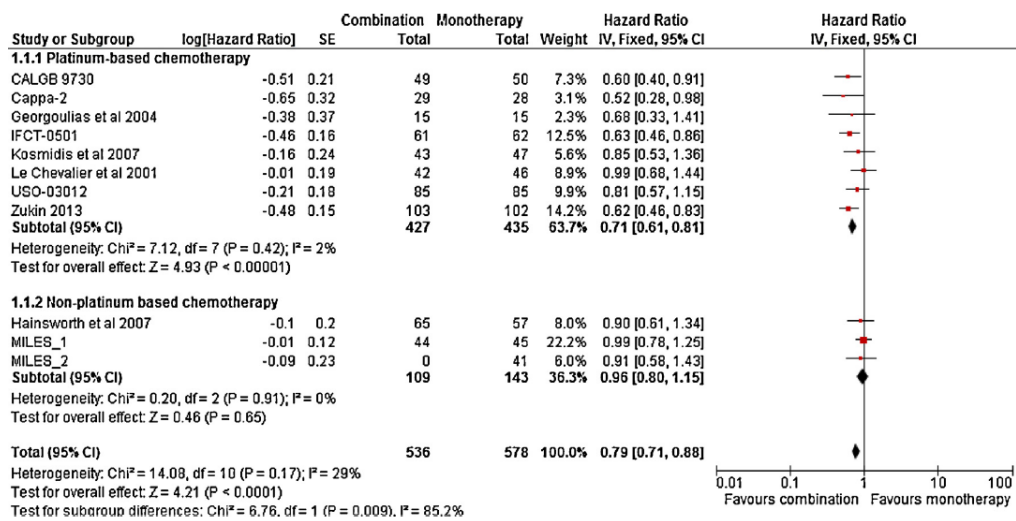 Combination Monotherapy Hazard Ratio Hazard Ratio
Study or Subgroup log[Hazard Ratio] SE Total Total Weight IV, Fixed, 95% CI IV, Fixed, 95% CI
1.1.1 Platinum-based chemotherapy
CALGB 9730 -0.51 0.21 49 50 7.3% 0.60 [0.40, 0.91]
Cappa-2 -0.65 0.32 29 28 3.1% 0.52 [0.28, 0.98]
Georgoulias et al 2004 -0.38 0.37 15 15 2.3% 0.68 [0.33, 1.41]
IFCT-0501 -0.46 0.16 61 62 12.5% 0.63 [0.46, 0.86]
Kosmidis et al 2007 -0.16 0.24 43 47 5.6% 0.85 [0.53, 1.36]
Le Chevalier et al 2001 -0.01 0.19 42 46 8.9% 0.99 [0.68, 1.44]
USO-03012 -0.21 0.18 85 85 9.9% 0.81 [0.57, 1.15]
Zukin 2013 -0.48 0.15 103 102 14.2% 0.62 [0.46, 0.83]
Subtotal (95% CI) 427 435 63.7% 0.71 [0.61, 0.81]
Heterogeneity: Chi² = 7.12, df = 7 (P = 0.42); I² = 2%
Test for overall effect: Z = 4.93 (P < 0.00001)
1.1.2 Non-platinum based chemotherapy
Hainsworth et al 2007 -0.1 0.2 65 57 8.0% 0.90 [0.61, 1.34]
MILES_1 -0.01 0.12 44 45 22.2% 0.99 [0.78, 1.25]
MILES_2 -0.09 0.23 0 41 6.0% 0.91 [0.58, 1.43]
Subtotal (95% CI) 109 143 36.3% 0.96 [0.80, 1.15]
Heterogeneity: Chi² = 0.20, df = 2 (P = 0.91); I² = 0%
Test for overall effect: Z = 0.46 (P = 0.65)
Total (95% CI) 536 578 100.0% 0.79 [0.71, 0.88]
Heterogeneity: Chi² = 14.08, df = 10 (P = 0.17); I² = 29%
Test for overall effect: Z = 4.21 (P < 0.0001)
Test for subgroup differences: Chi² = 6.76, df = 1 (P = 0.009), I² = 85.2%
0.01 0.1 1 10 100
Favours combination Favours monotherapy